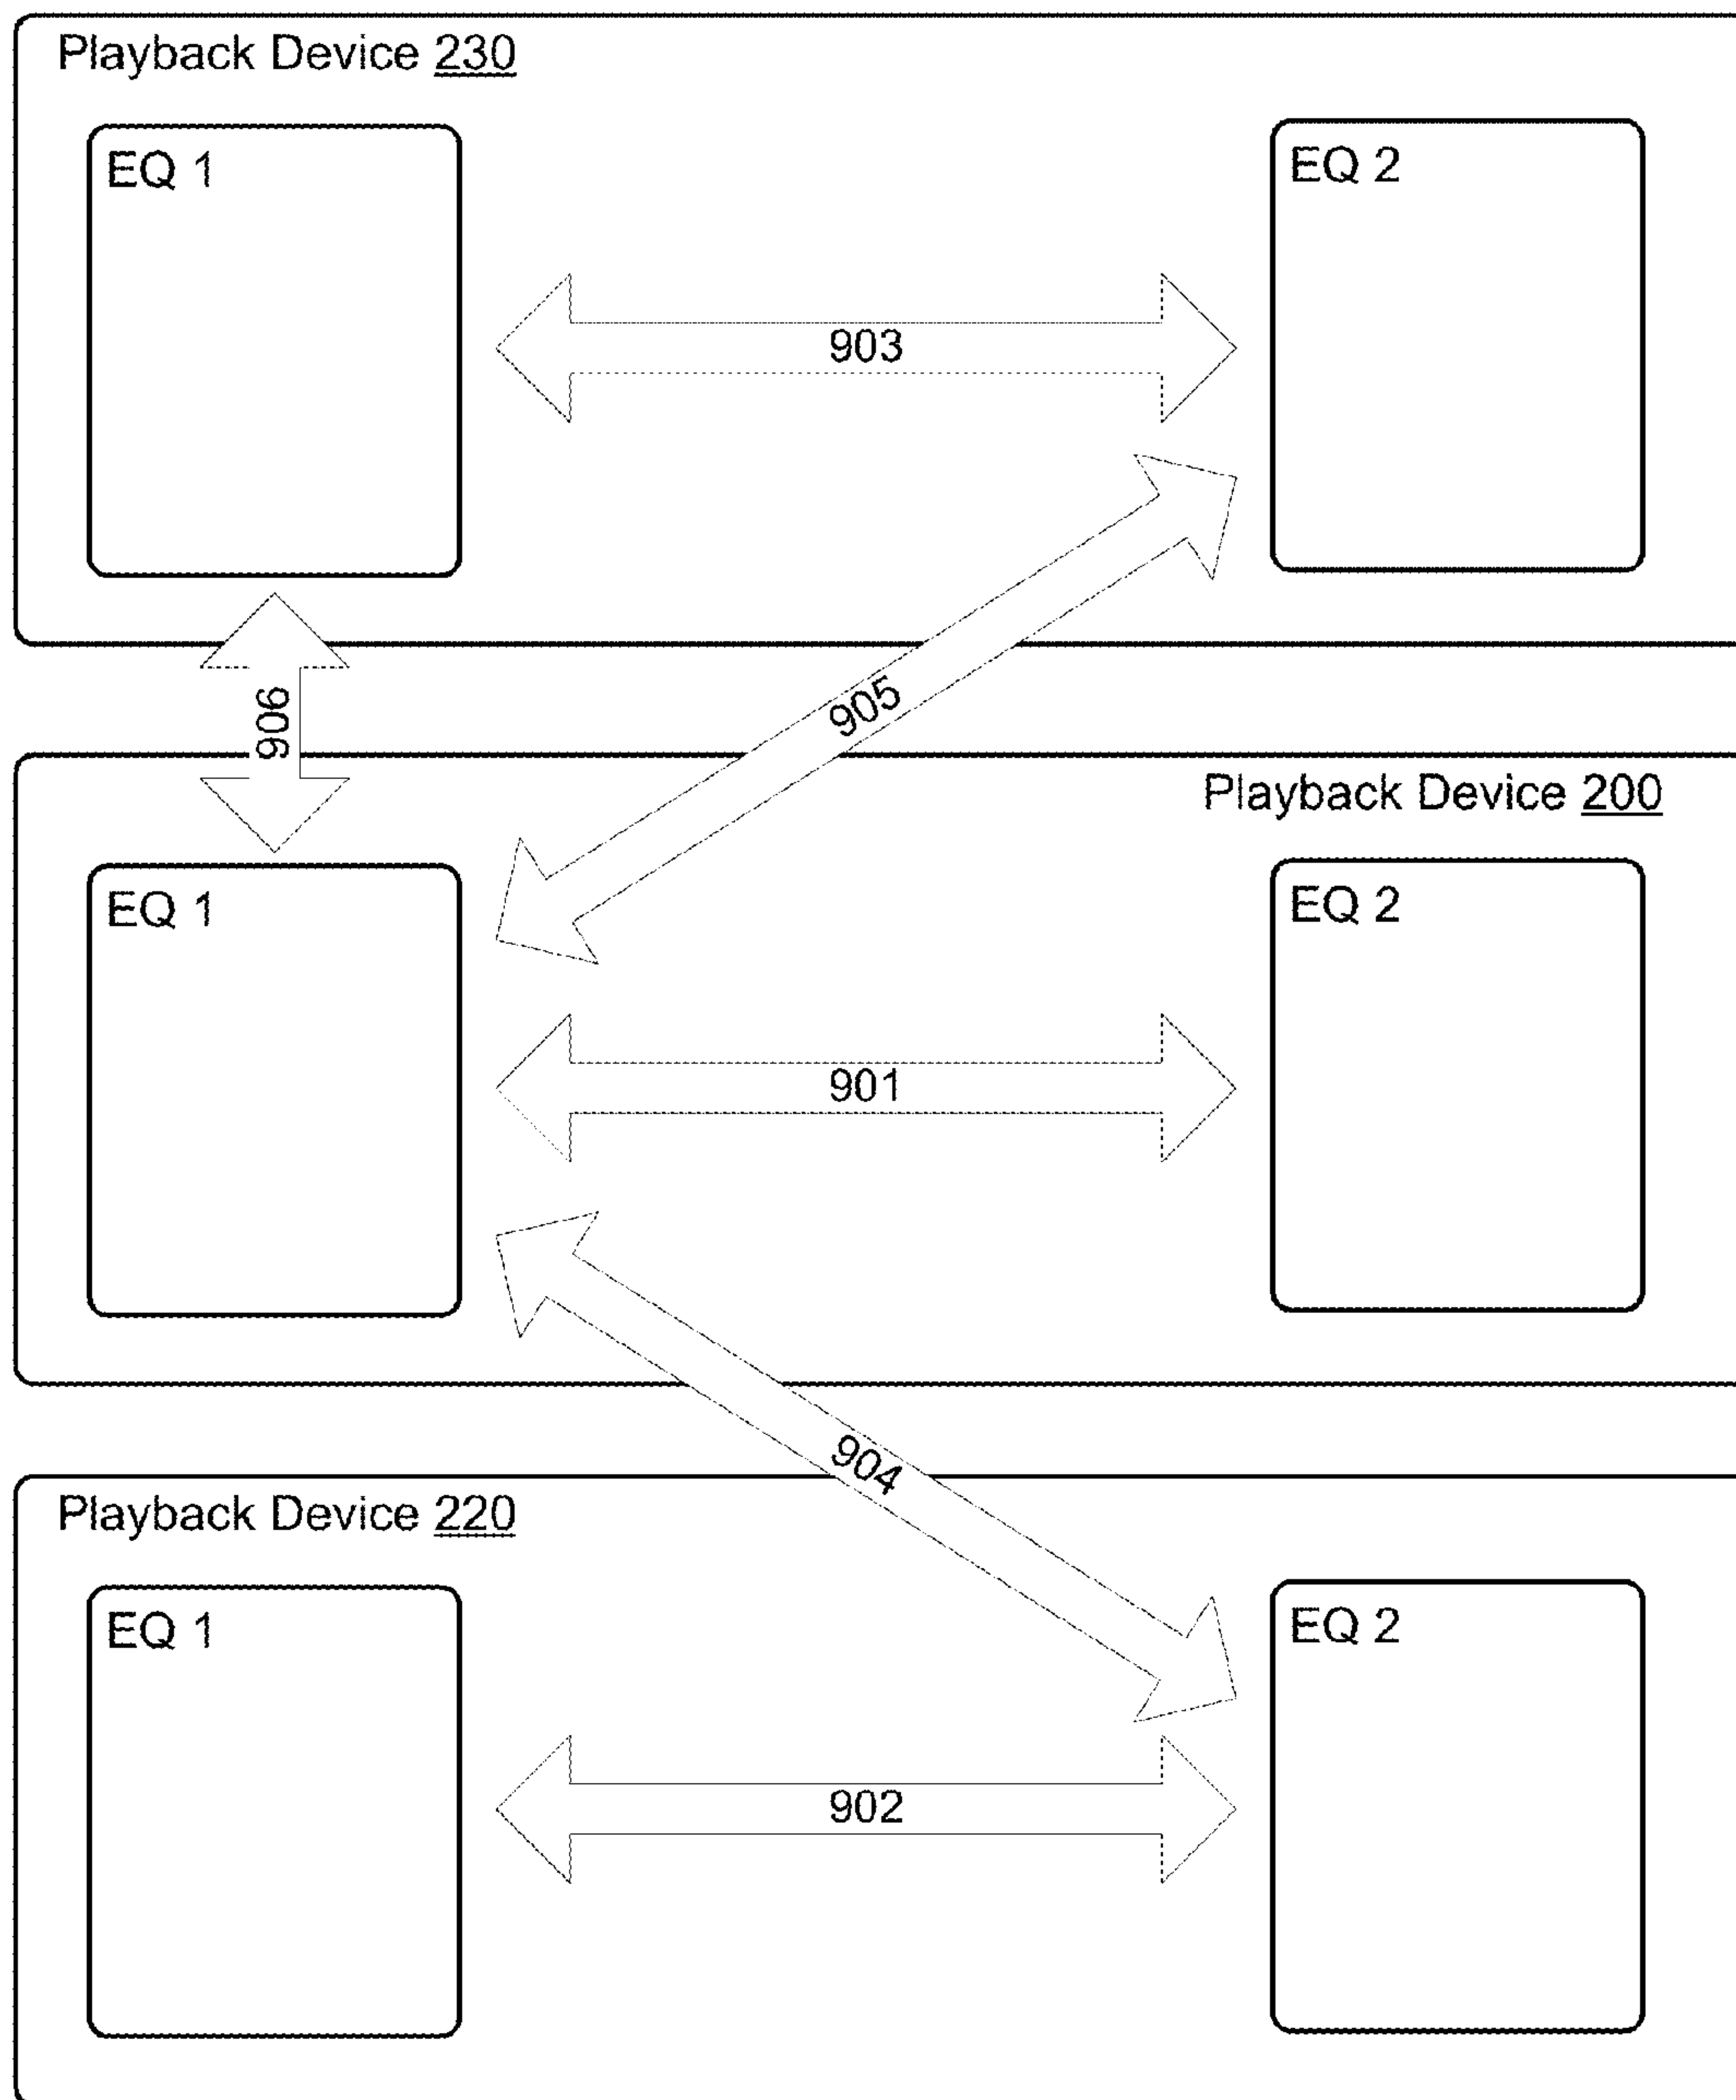 Playback Device 230
EQ 1
EQ 2
903
905
906
Playback Device 200
EQ 1
EQ 2
901
904
Playback Device 220
EQ 1
EQ 2
902